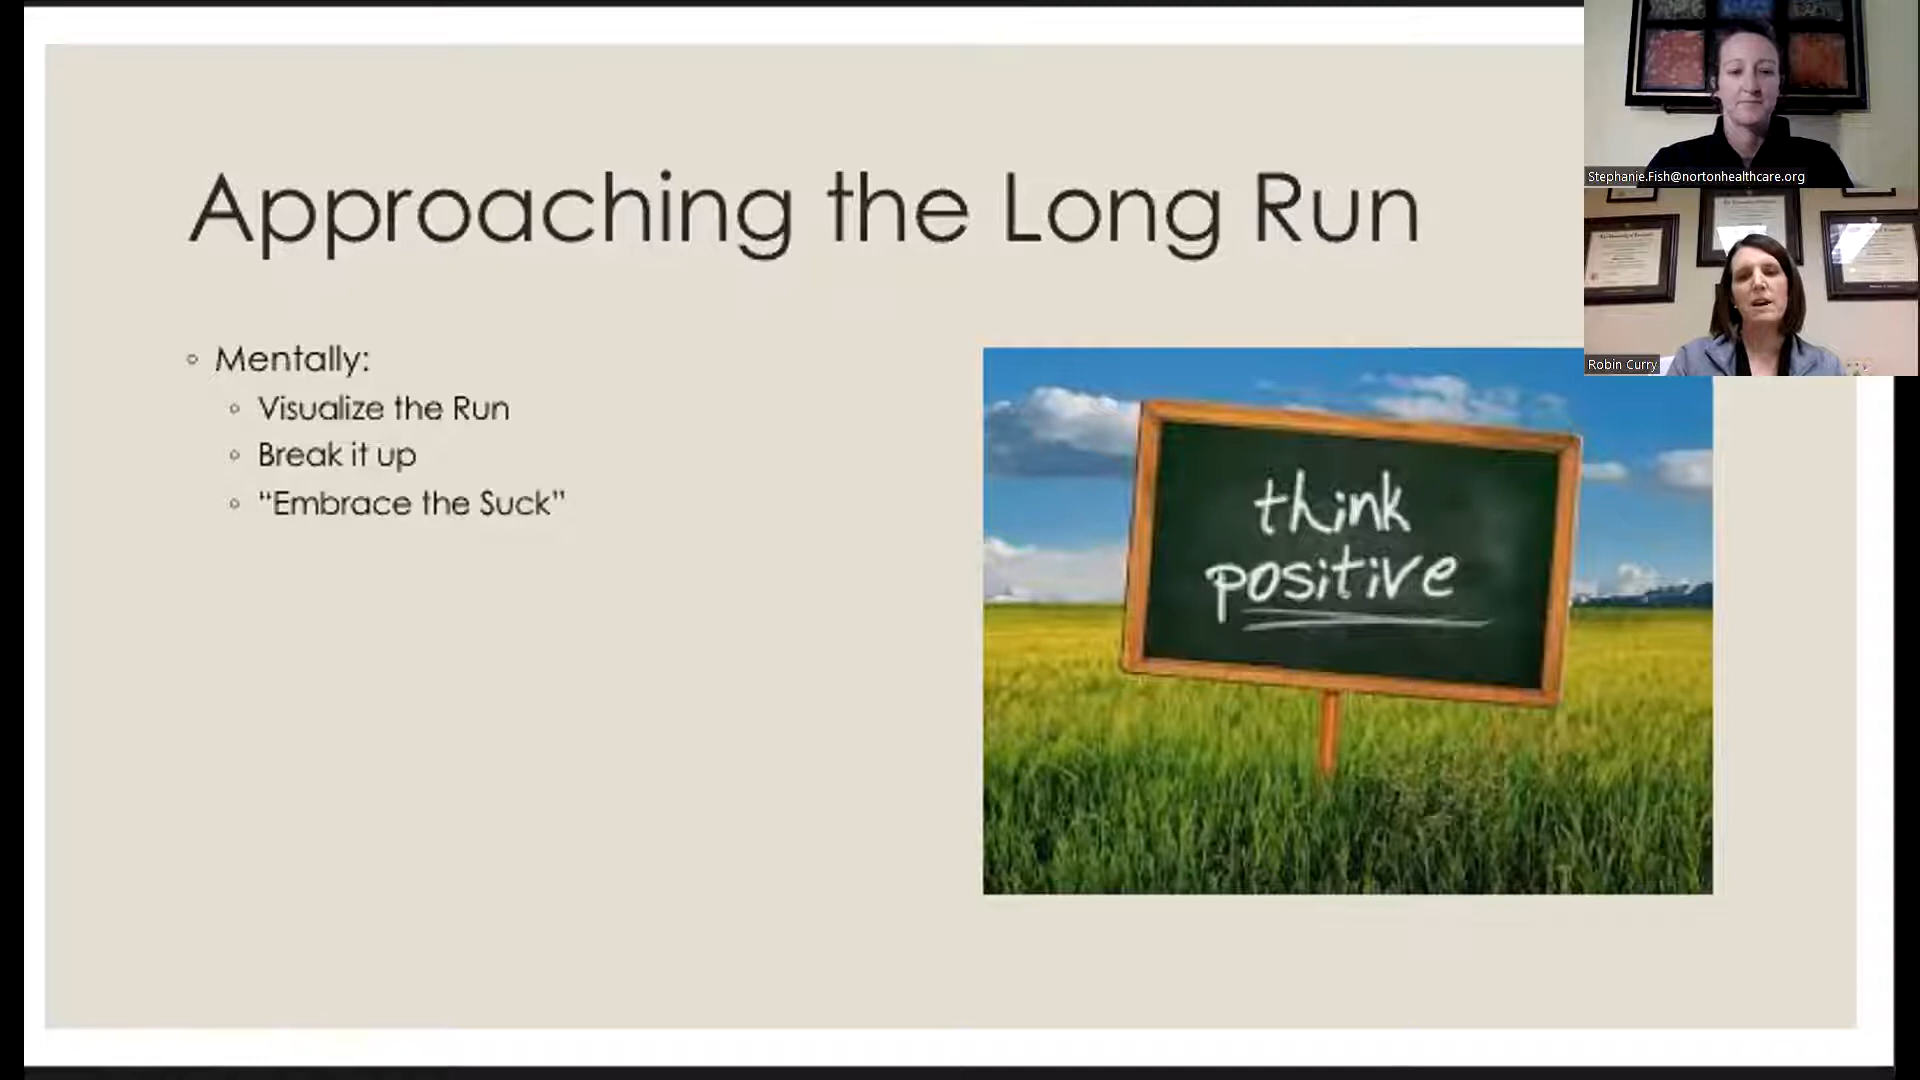 Approaching the Long Run
Mentally:
Visualize the Run
Break it up
“Embrace the Suck”
think
positive
Stephanie.Fish@nortonhealthcare.org
Robin Curry